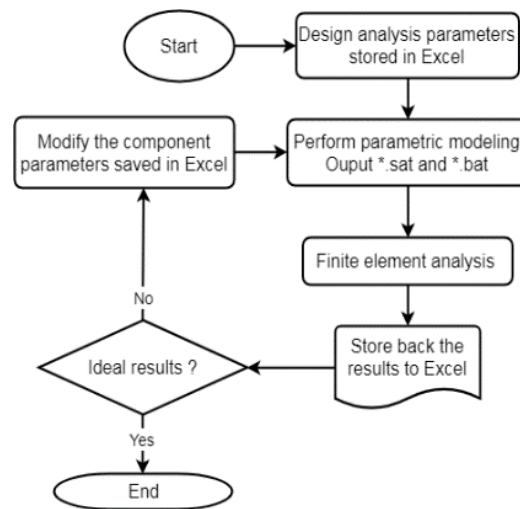 Start
Design analysis parameters
stored in Excel
Modify the component
parameters saved in Excel
Perform parametric modeling
Ouput *.sat and *.bat
Finite element analysis
No
Ideal results ?
Store back the
results to Excel
Yes
End